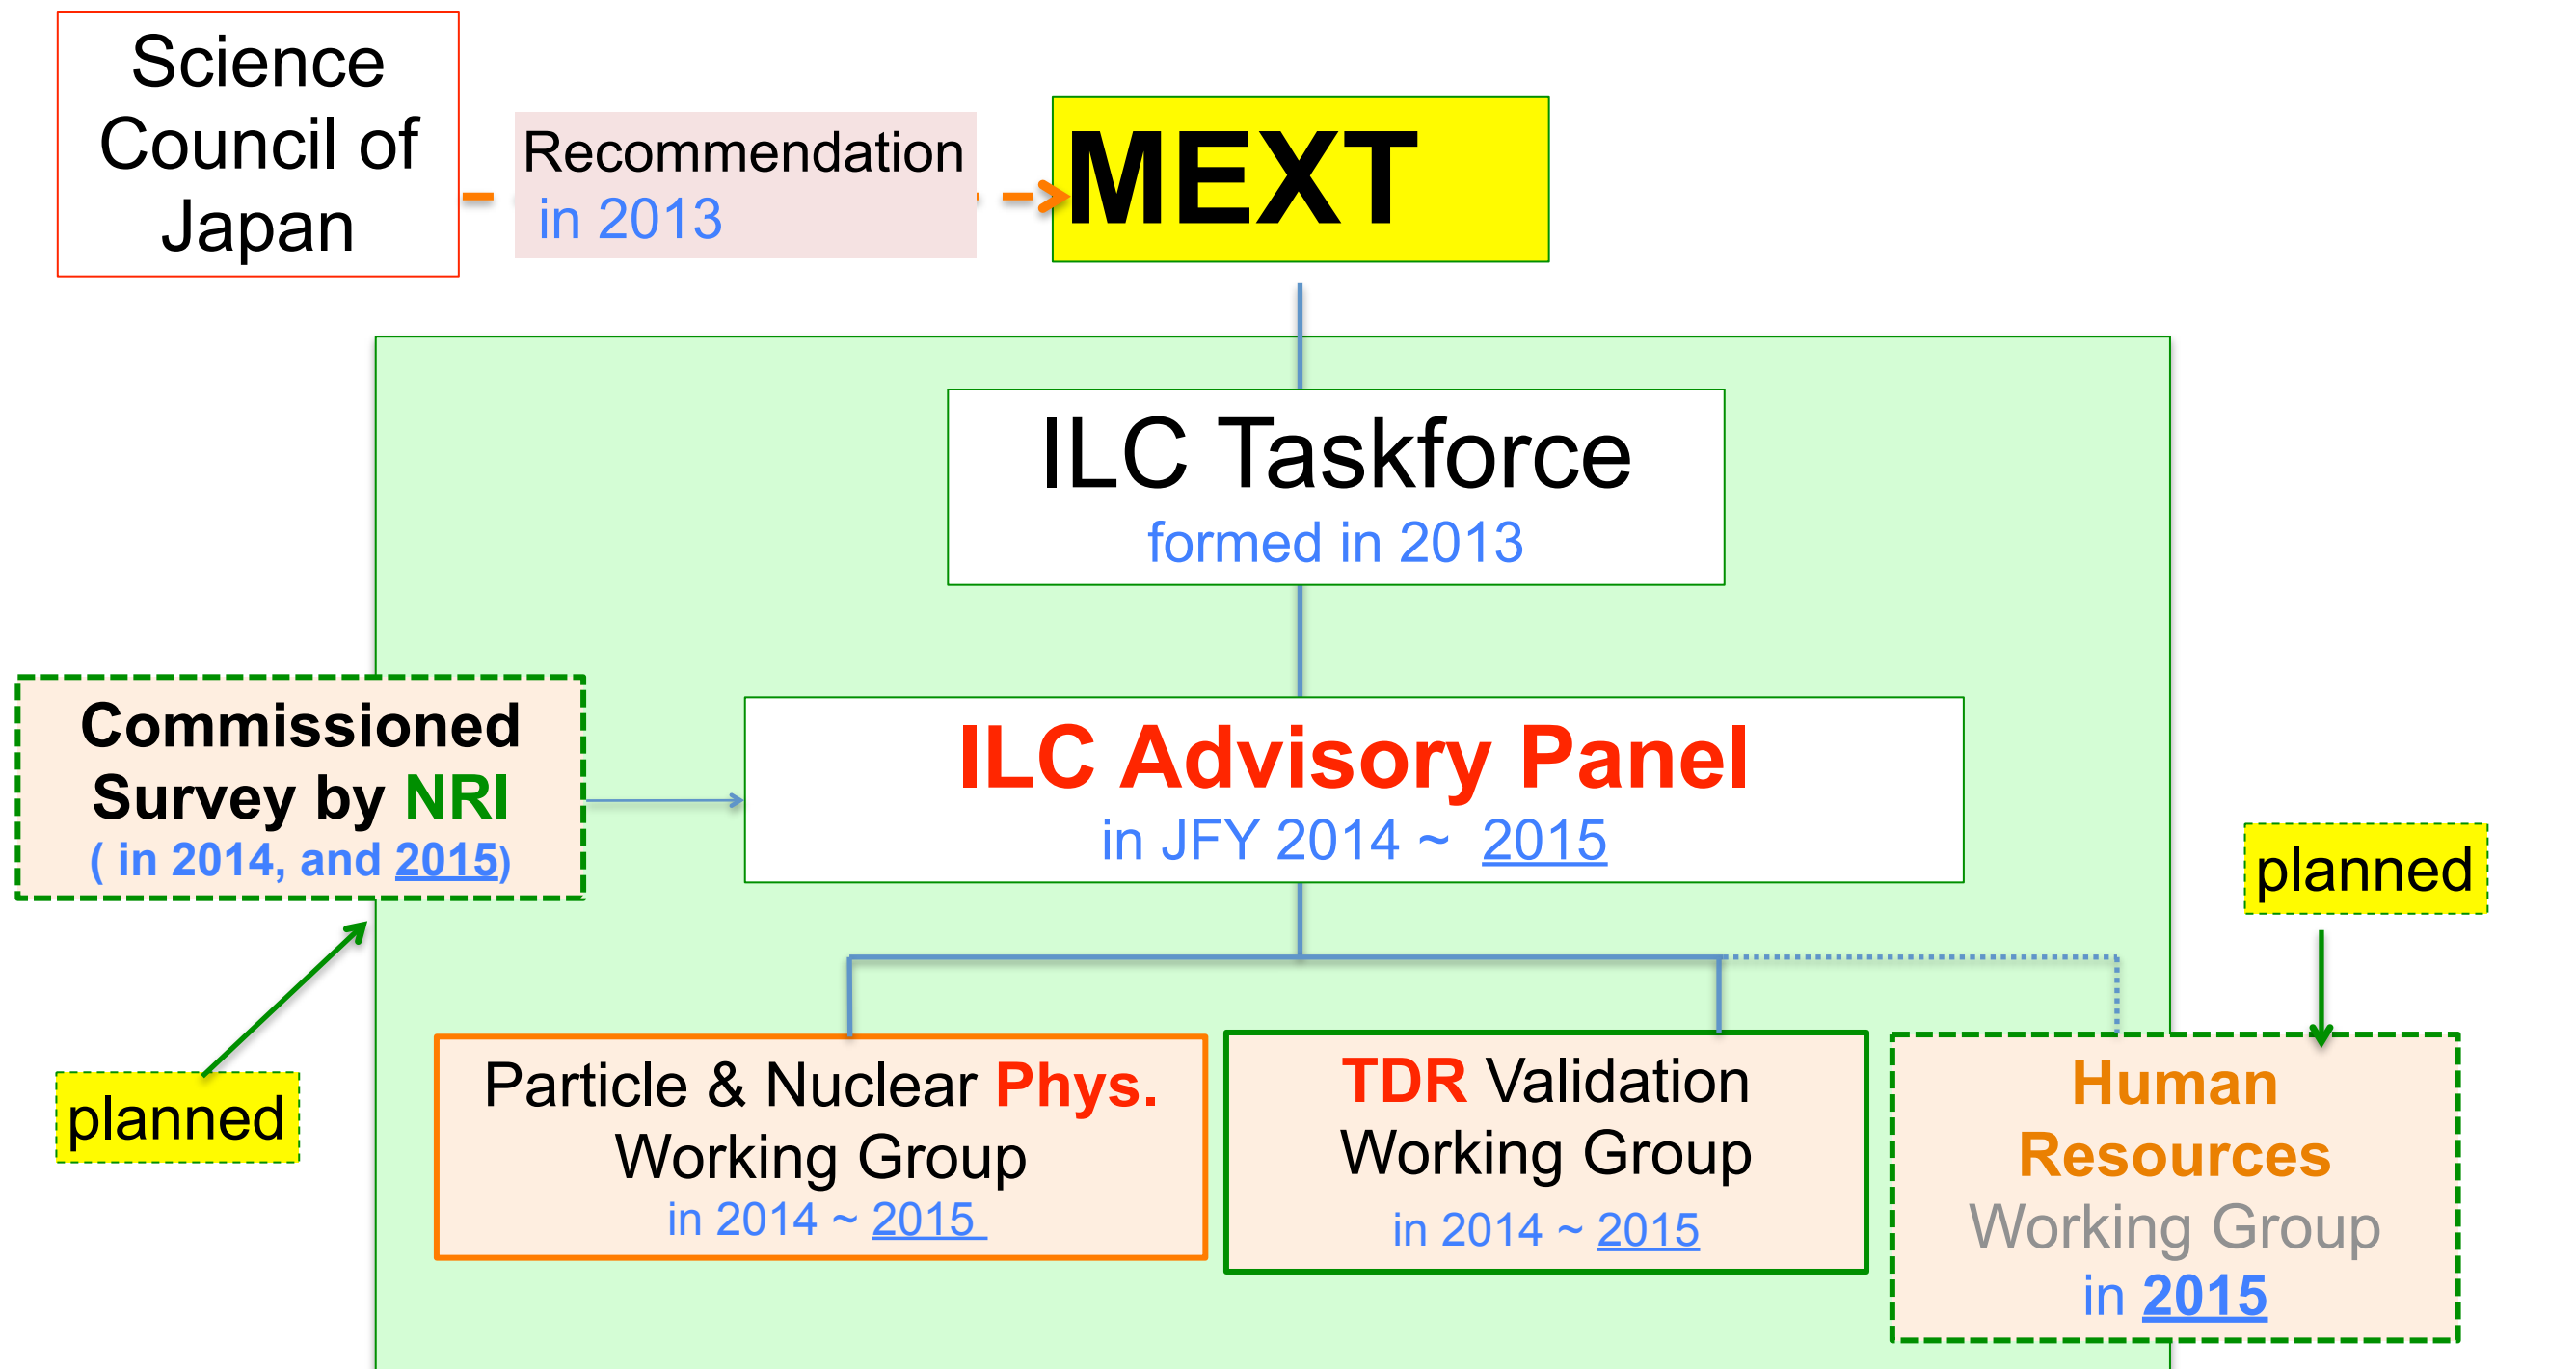 Science
Council of
Japan
Recommendation
in 2013
MEXT
ILC Taskforce
formed in 2013
Commissioned
Survey by NRI
( in 2014, and 2015)
ILC Advisory Panel
in JFY 2014 ~ 2015
planned
planned
Particle & Nuclear Phys.
Working Group
in 2014 ~ 2015
TDR Validation
Working Group
in 2014 ~ 2015
Human
Resources
Working Group
in 2015